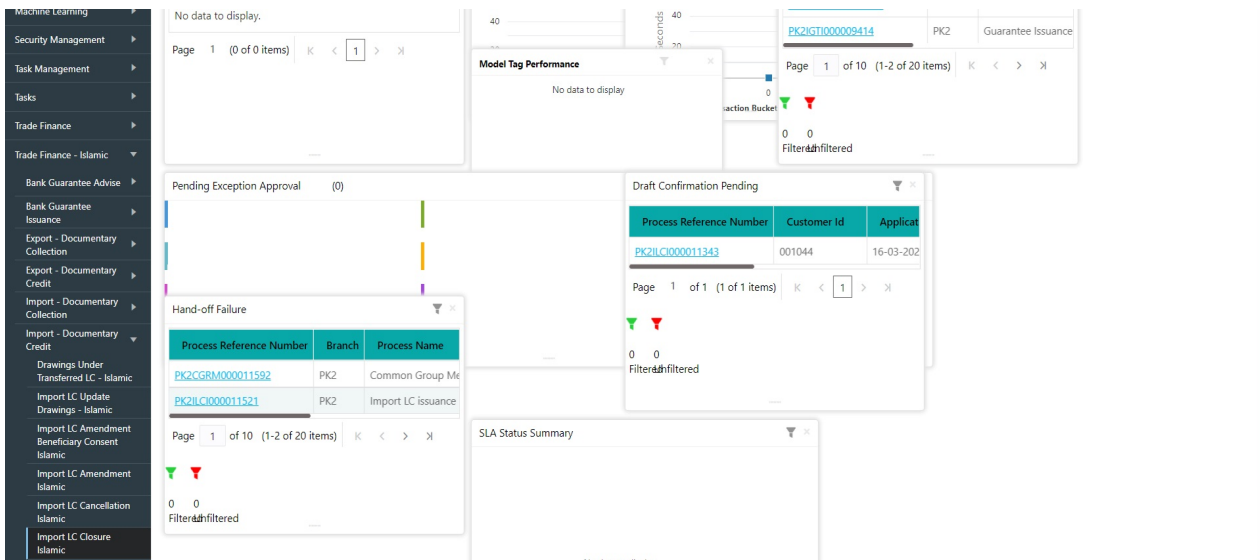 Machine Learning
Security Management
Task Management
Tasks
Trade Finance
Trade Finance - Islamic
Bank Guarantee Advise
Bank Guarantee
Issuance
Export - Documentary
Collection
Export - Documentary
Credit
Import - Documentary
Collection
Import - Documentary
Credit
Drawings Under
Transferred LC - Islamic
Import LC Update
Drawings - Islamic
Import LC Amendment
Beneficiary Consent
Islamic
Import LC Amendment
Islamic
Import LC Cancellation
Islamic
Import LC Closure
Islamic
No data to display.
Page 1 (0 of 0 items) 1
40
Model Tag Performance
No data to display
40
20
0
saction Bucket
PK2IGTI000009414 PK2 Guarantee Issuance
Page 1 of 10 (1-2 of 20 items)
0 0
Filtered Unfiltered
Pending Exception Approval (0)
Draft Confirmation Pending
Process Reference Number Customer Id Applicat
PK2ILCI000011343 001044 16-03-202
Page 1 of 1 (1 of 1 items) 1
0 0
Filtered Unfiltered
Hand-off Failure
Process Reference Number Branch Process Name
PK2CGRM000011592 PK2 Common Group Me
PK2ILCI000011521 PK2 Import LC issuance
Page 1 of 10 (1-2 of 20 items)
0 0
Filtered Unfiltered
SLA Status Summary